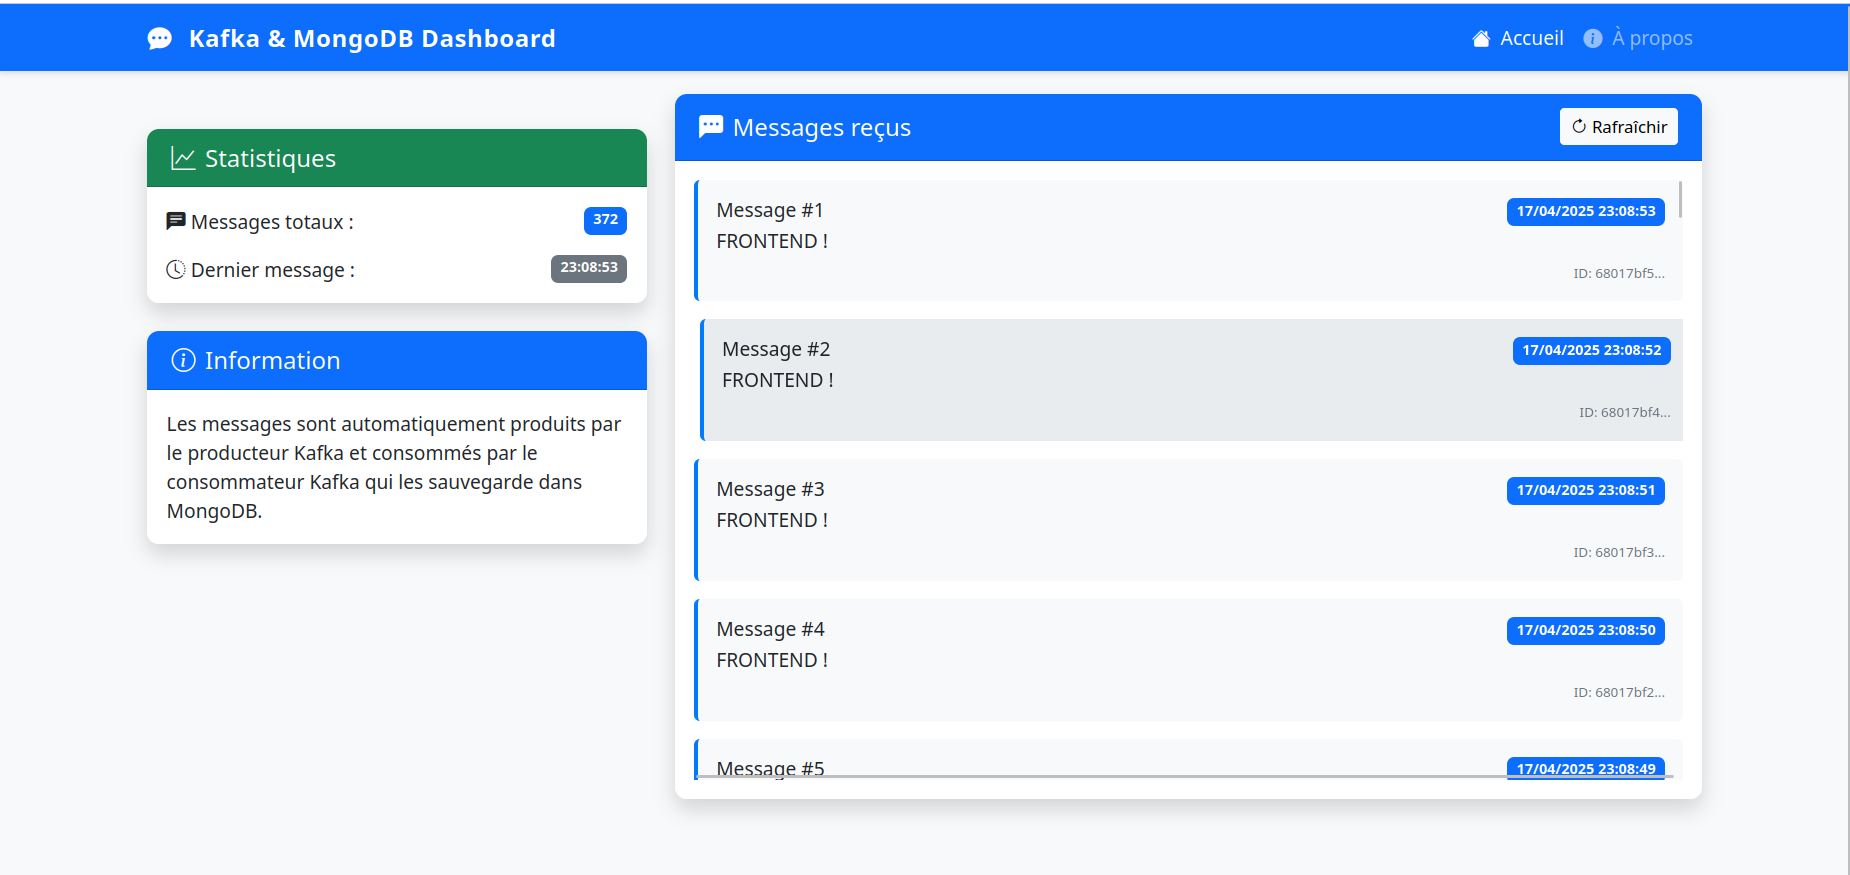 Kafka & MongoDB Dashboard
Accueil
À propos
Statistiques
Messages totaux :
372
Dernier message :
23:08:53
Information
Les messages sont automatiquement produits par
le producteur Kafka et consommés par le
consommateur Kafka qui les sauvegarde dans
MongoDB.
Messages reçus
Rafraîchir
Message #1
17/04/2025 23:08:53
FRONTEND !
ID: 68017bf5...
Message #2
17/04/2025 23:08:52
FRONTEND !
ID: 68017bf4...
Message #3
17/04/2025 23:08:51
FRONTEND !
ID: 68017bf3...
Message #4
17/04/2025 23:08:50
FRONTEND !
ID: 68017bf2...
Message #5
17/04/2025 23:08:49